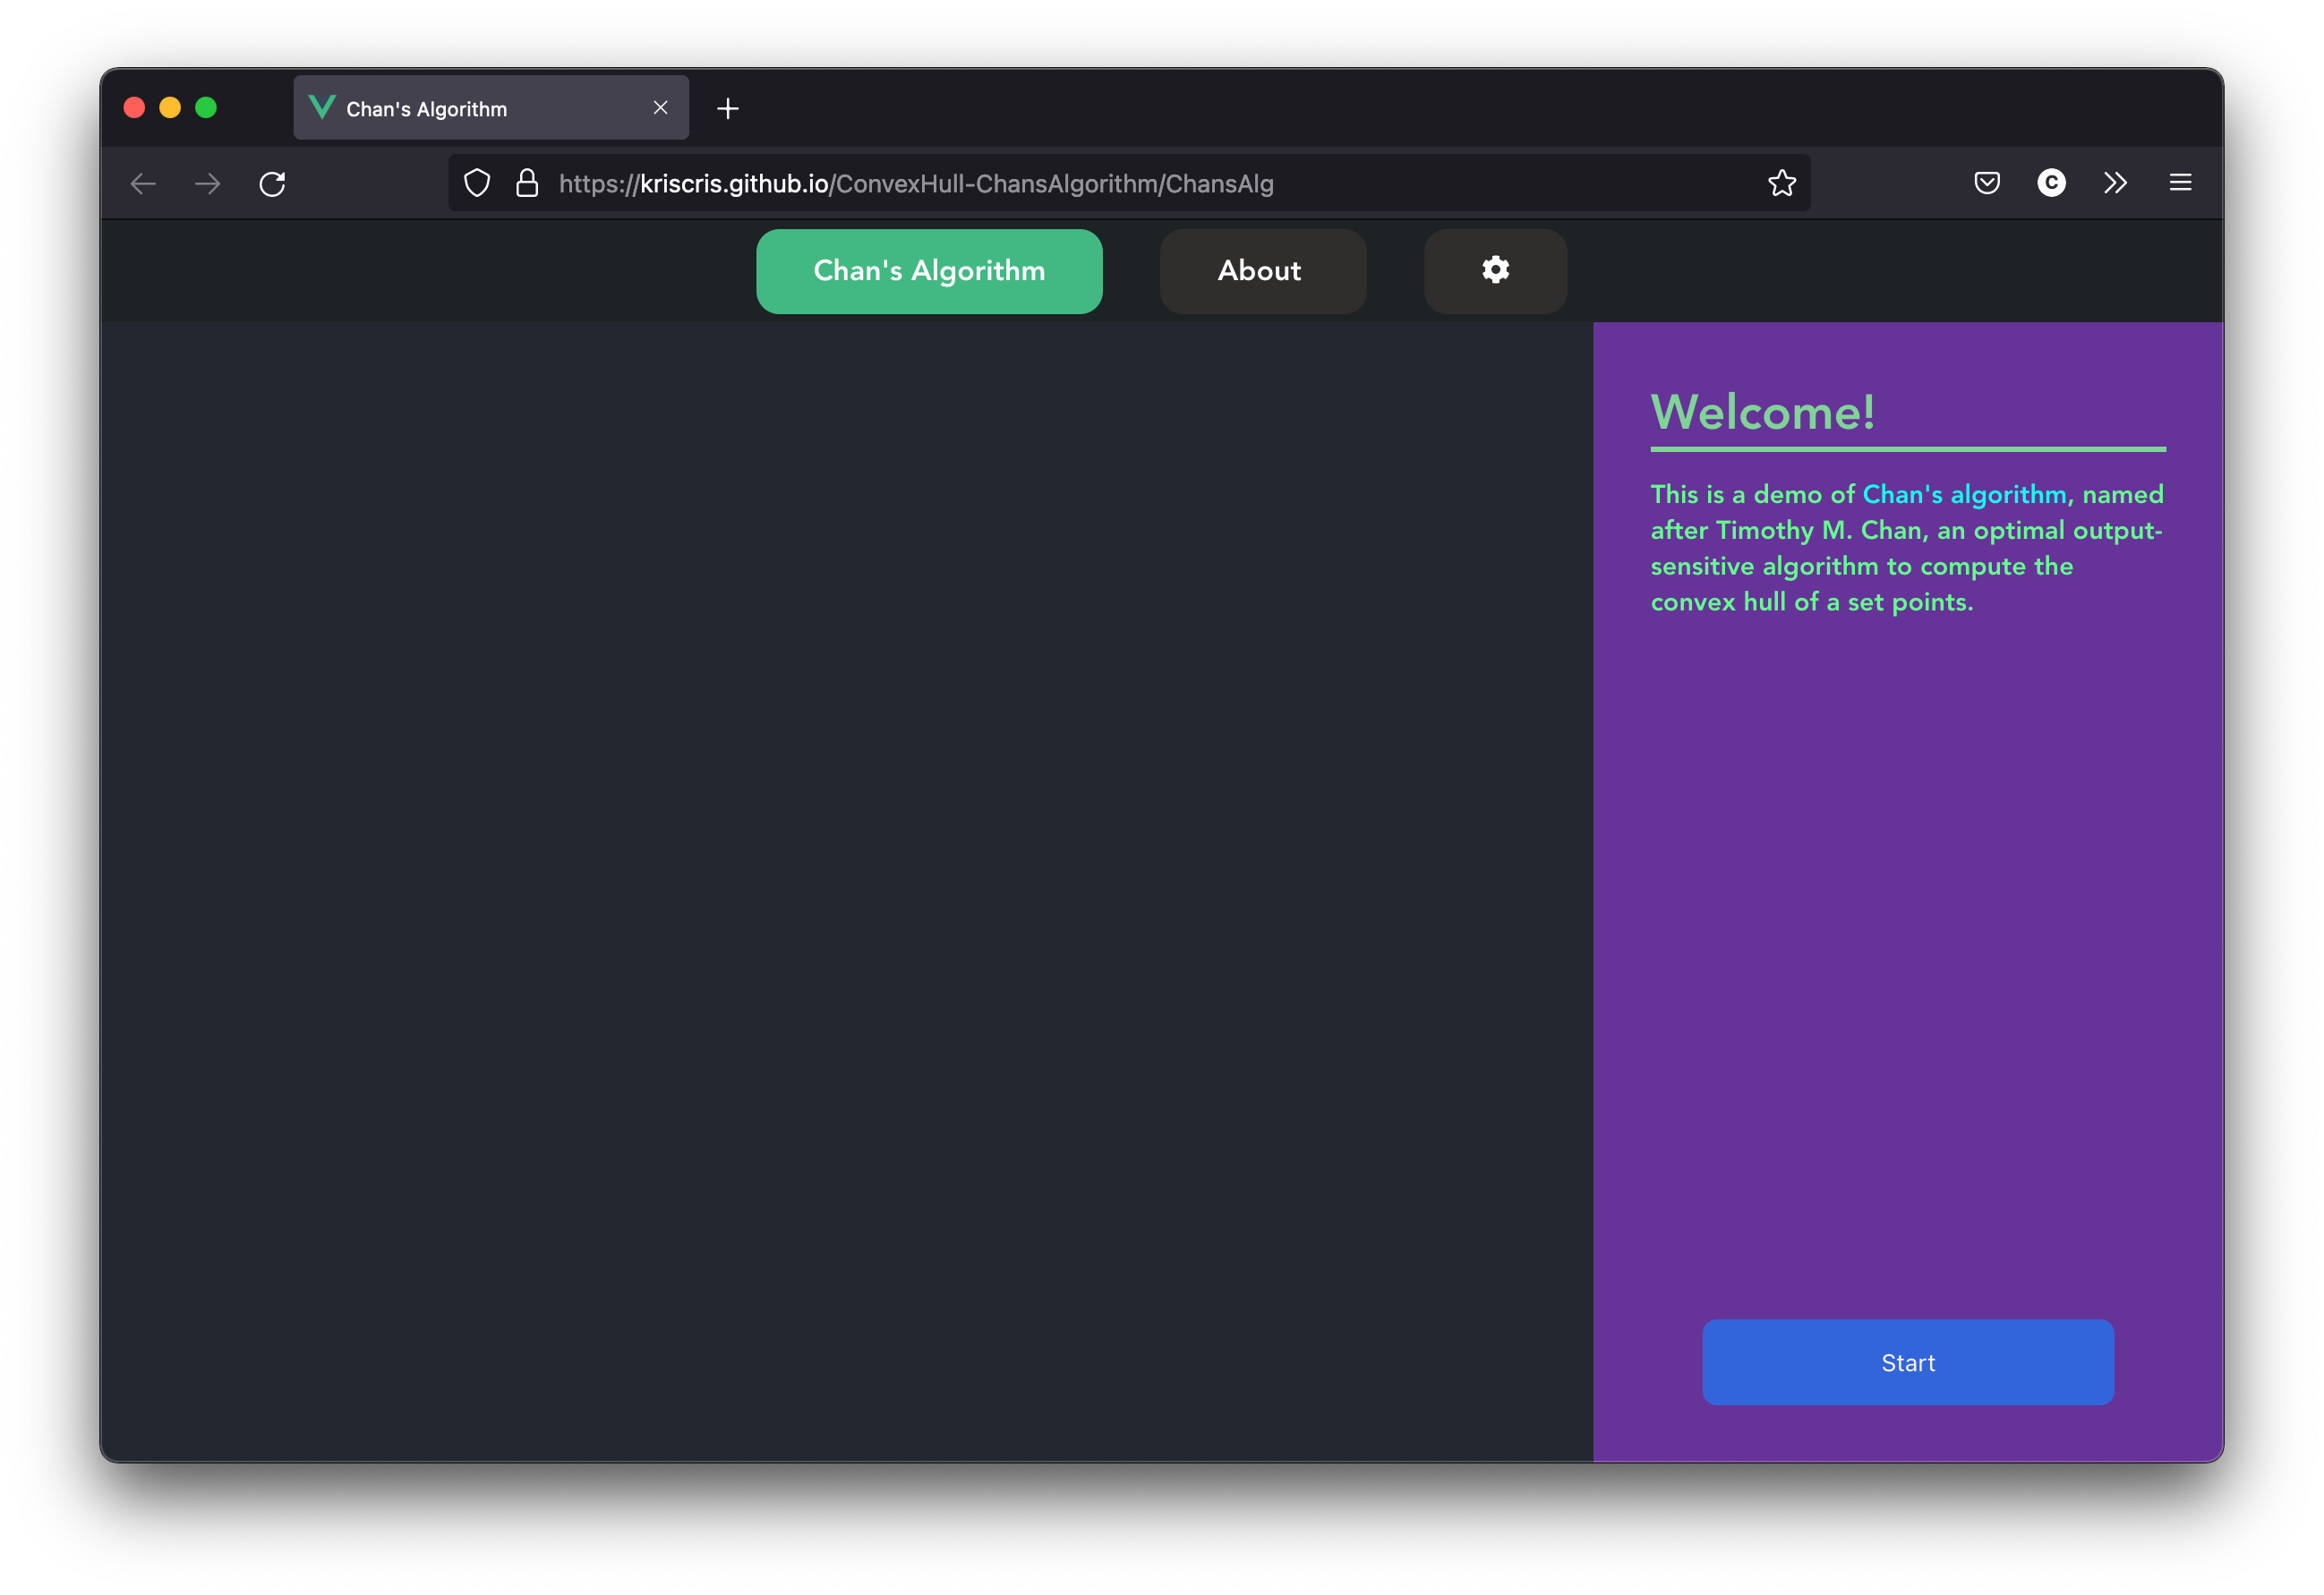 Chan's Algorithm
https://kriscris.github.io/ConvexHull-ChansAlgorithm/ChansAlg
C
Chan's Algorithm
About
Welcome!
This is a demo of Chan's algorithm, named
after Timothy M. Chan, an optimal output-
sensitive algorithm to compute the
convex hull of a set points.
Start